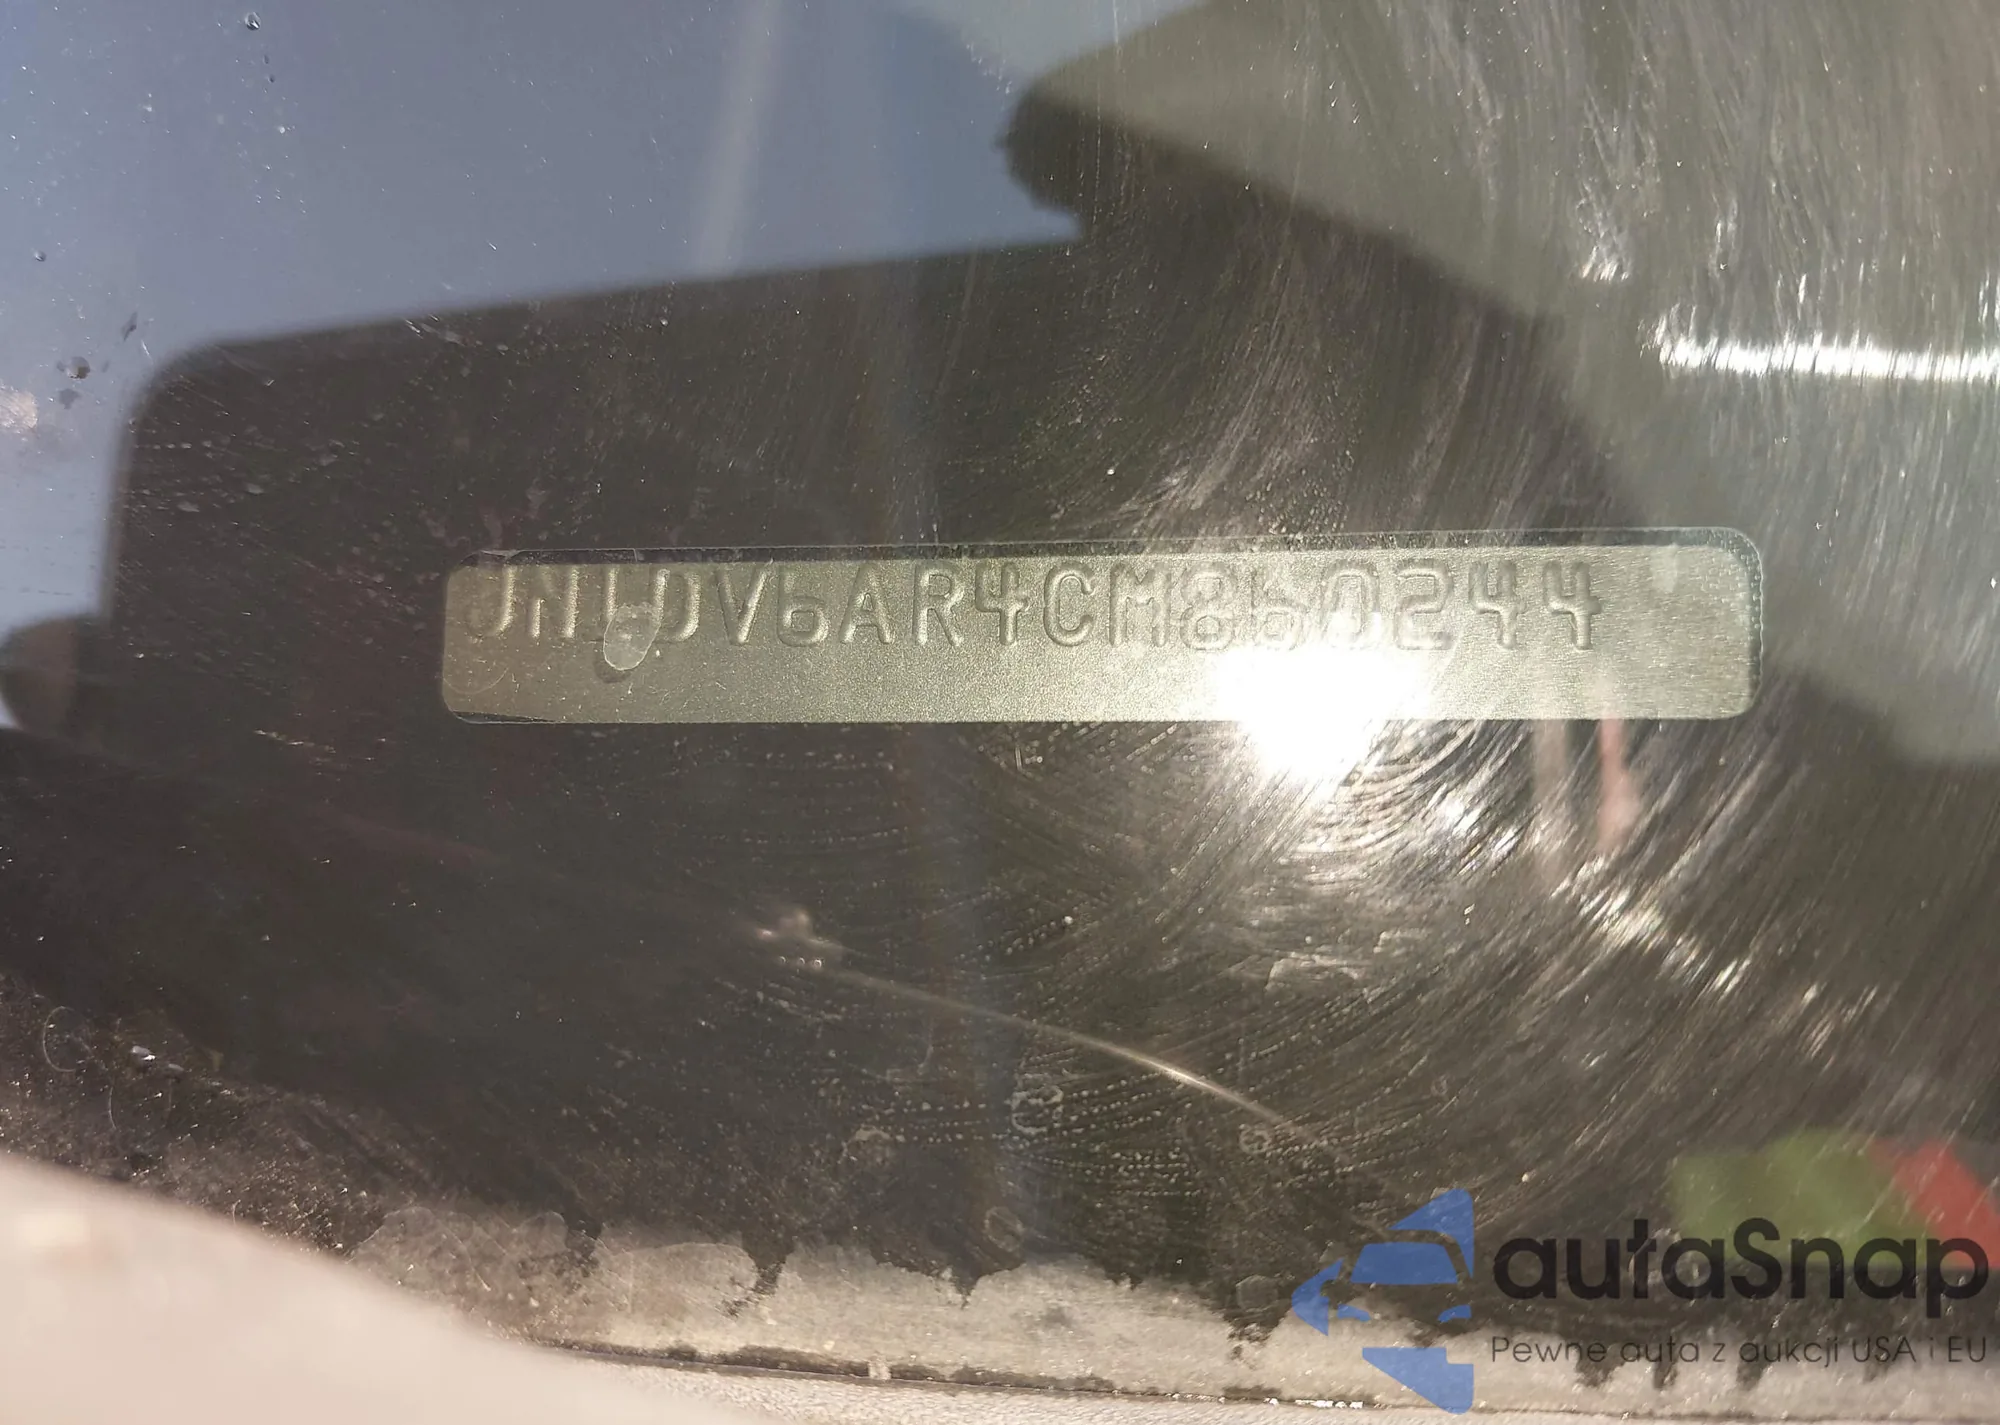 JN1DV6AR4CM860244
autaSnap
Pewne auta z aukcji USA i EU